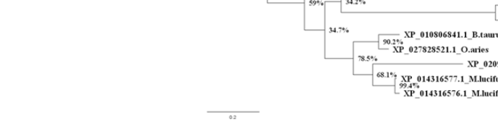 59%
34.2%
34.7%
XP_010806841.1_B.tauru
90.2%
XP_027828521.1_O.aries
78.5%
XP_020
68.1%
XP_014316577.1_M.lucifu
99.4%
XP_014316576.1_M.lucif
0.2